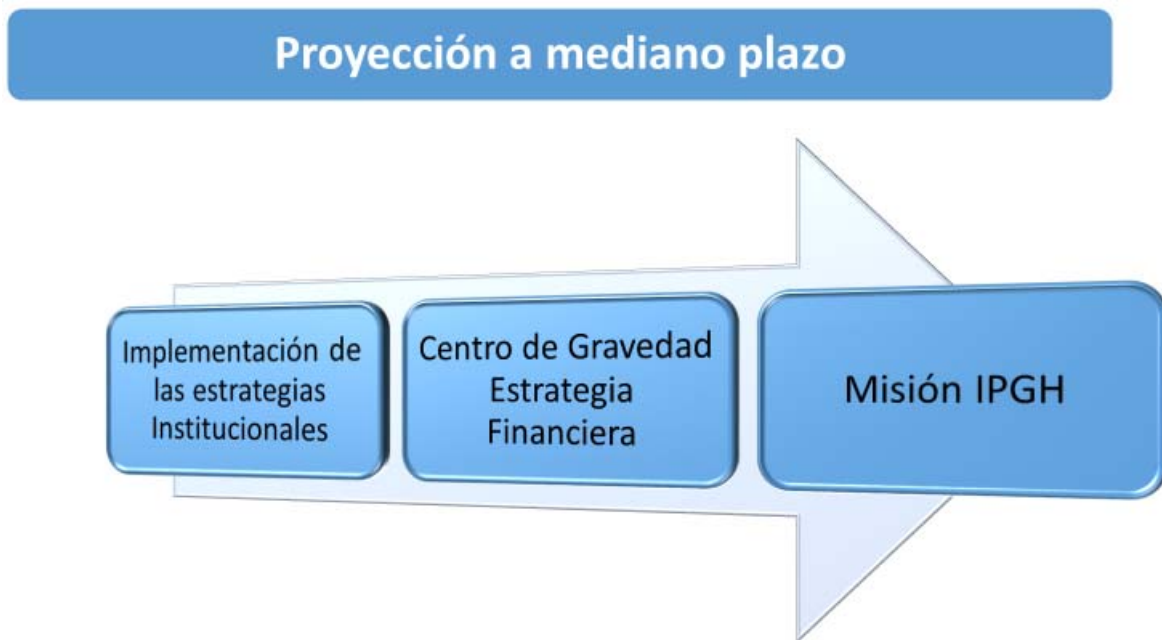 Proyección a mediano plazo
Implementación de
las estrategias
Institucionales
Centro de Gravedad
Estrategia
Financiera
Misión IPGH